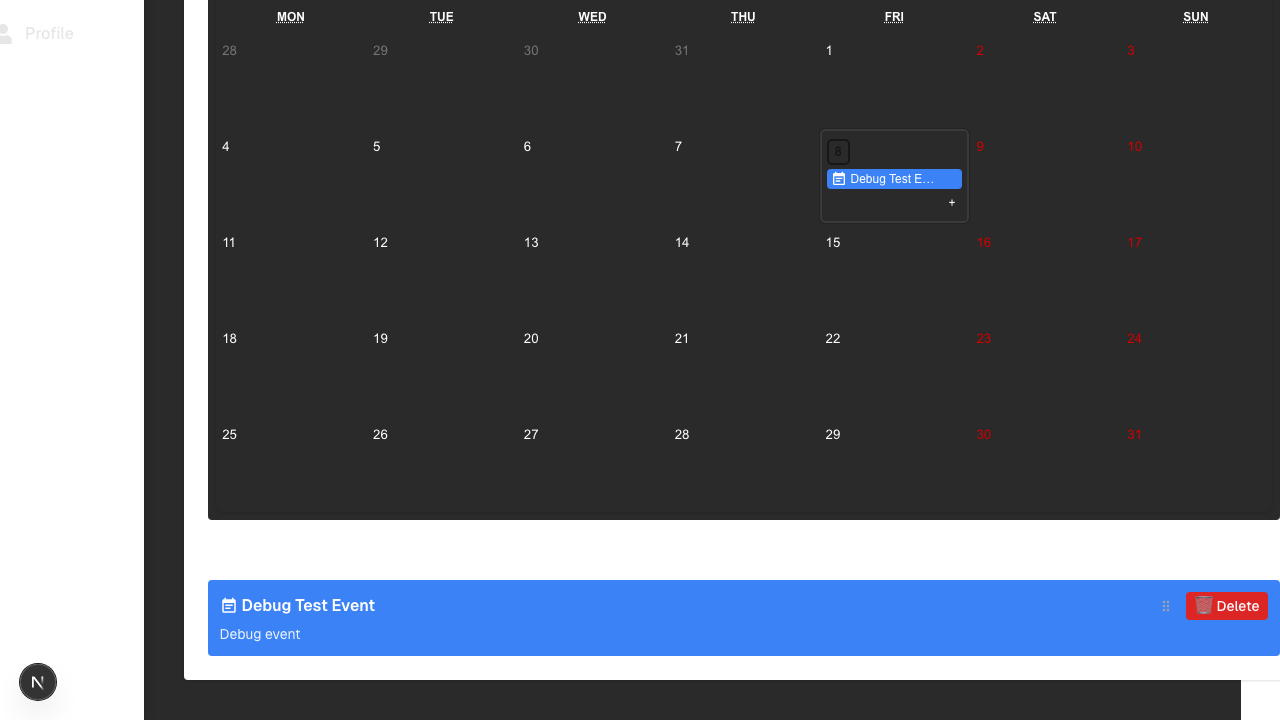 Profile
MON TUE WED THU FRI SAT SUN
28 29 30 31 1 2 3
4 5 6 7 8 9 10
Debug Test E…
+
11 12 13 14 15 16 17
18 19 20 21 22 23 24
25 26 27 28 29 30 31
Debug Test Event
Delete
Debug event
N